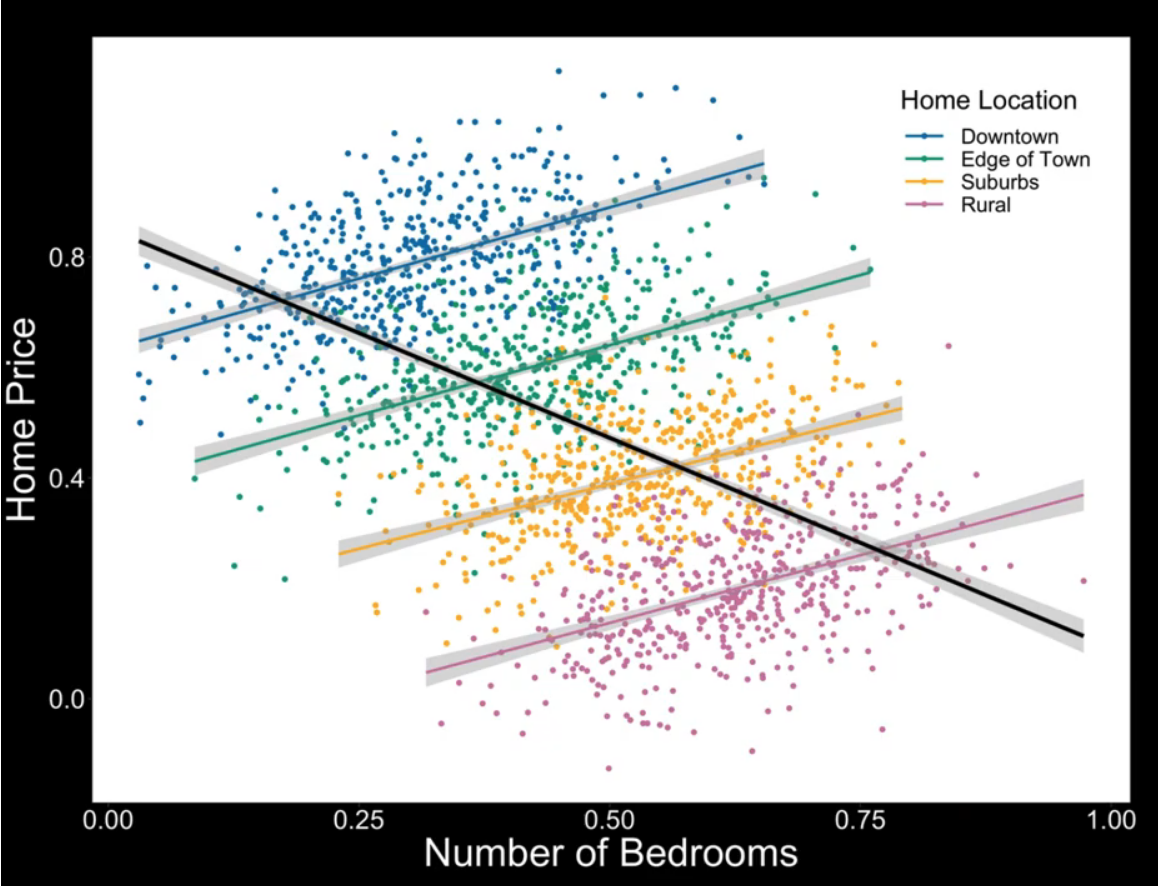 Home Location
Downtown
Edge of Town
Suburbs
Rural
Home Price
0.8
0.4
0.0
0.00 0.25 0.50 0.75 1.00
Number of Bedrooms